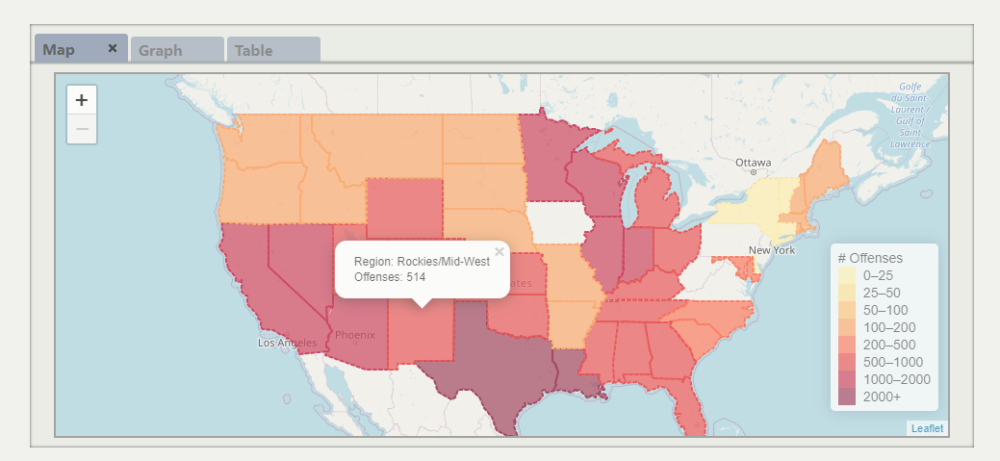 Map ×
Graph
Table
+
−
Golfe
du Saint-
Laurent /
Gulf of
Saint
Lawrence
Ottawa
New York
×
Region: Rockies/Mid-West
Offenses: 514
ates
Phoenix
Los Angeles
# Offenses
0–25
25–50
50–100
100–200
200–500
500–1000
1000–2000
2000+
Leaflet